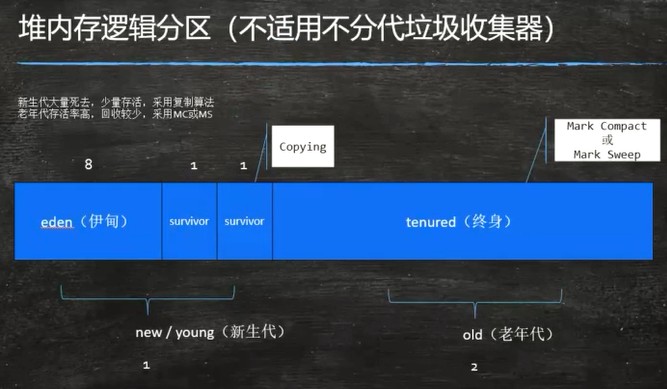 堆内存逻辑分区（不适用不分代垃圾收集器）
新生代大量死去，少量存活，采用复制算法
老年代存活率高，回收较少，采用MC或MS
Copying
Mark Compact
或
Mark Sweep
8
1
1
eden（伊甸）
survivor
survivor
tenured（终身）
new / young（新生代）
old（老年代）
1
2